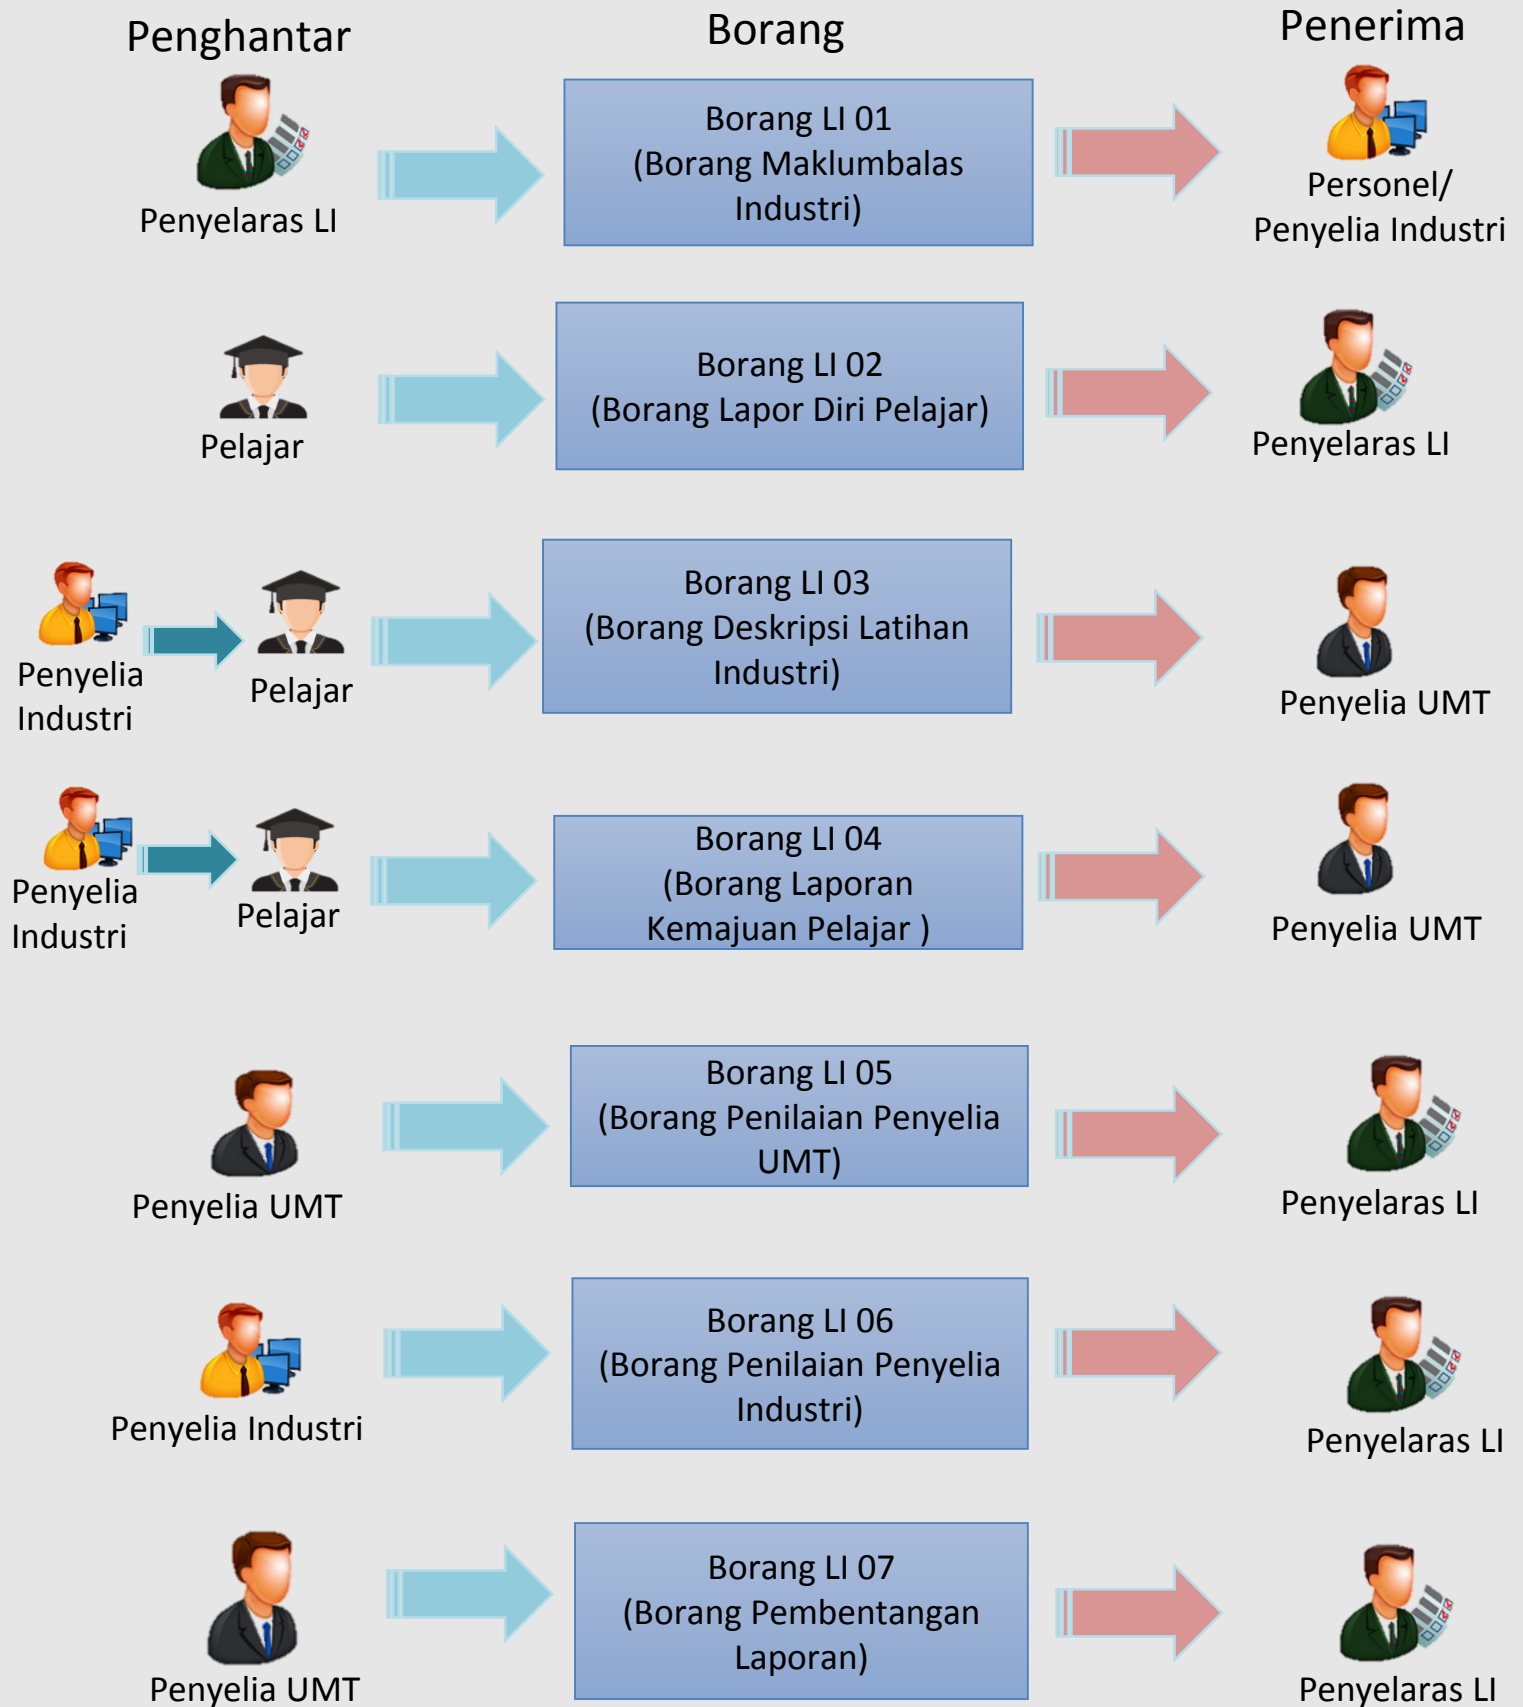 Penghantar
Borang
Penerima
Penyelaras LI
Borang LI 01
(Borang Maklumbalas
Industri)
Personel/
Penyelia Industri
Pelajar
Borang LI 02
(Borang Lapor Diri Pelajar)
Penyelaras LI
Penyelia
Industri
Pelajar
Borang LI 03
(Borang Deskripsi Latihan
Industri)
Penyelia UMT
Penyelia
Industri
Pelajar
Borang LI 04
(Borang Laporan
Kemajuan Pelajar )
Penyelia UMT
Penyelia UMT
Borang LI 05
(Borang Penilaian Penyelia
UMT)
Penyelaras LI
Penyelia Industri
Borang LI 06
(Borang Penilaian Penyelia
Industri)
Penyelaras LI
Penyelia UMT
Borang LI 07
(Borang Pembentangan
Laporan)
Penyelaras LI